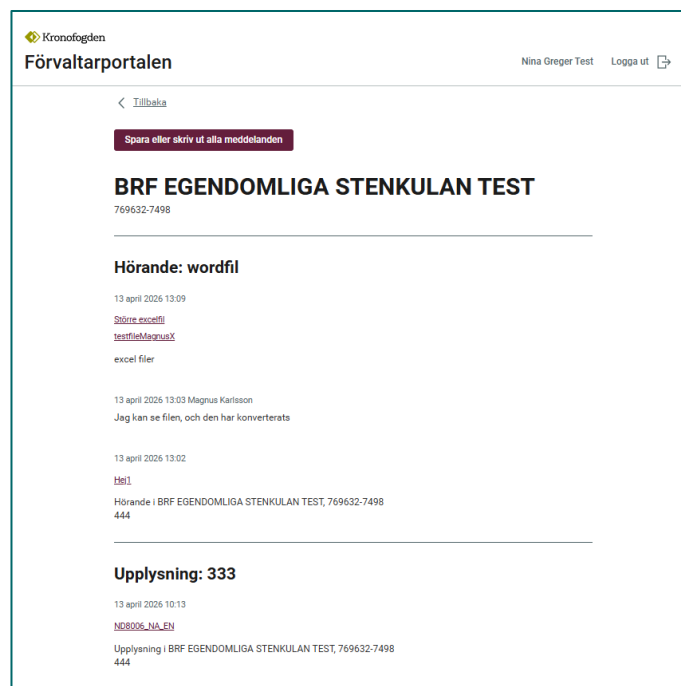 Kronofogden
Förvaltarportalen
Nina Greger Test Logga ut
Tillbaka
Spara eller skriv ut alla meddelanden
BRF EGENDOMLIGA STENKULAN TEST
769632-7498
Hörande: wordfil
13 april 2026 13:09
Större excelfil
testfileMagnusX
excel filer
13 april 2026 13:03 Magnus Karlsson
Jag kan se filen, och den har konverterats
13 april 2026 13:02
Hej1
Hörande i BRF EGENDOMLIGA STENKULAN TEST, 769632-7498
444
Upplysning: 333
13 april 2026 10:13
ND8006_NA_EN
Upplysning i BRF EGENDOMLIGA STENKULAN TEST, 769632-7498
444